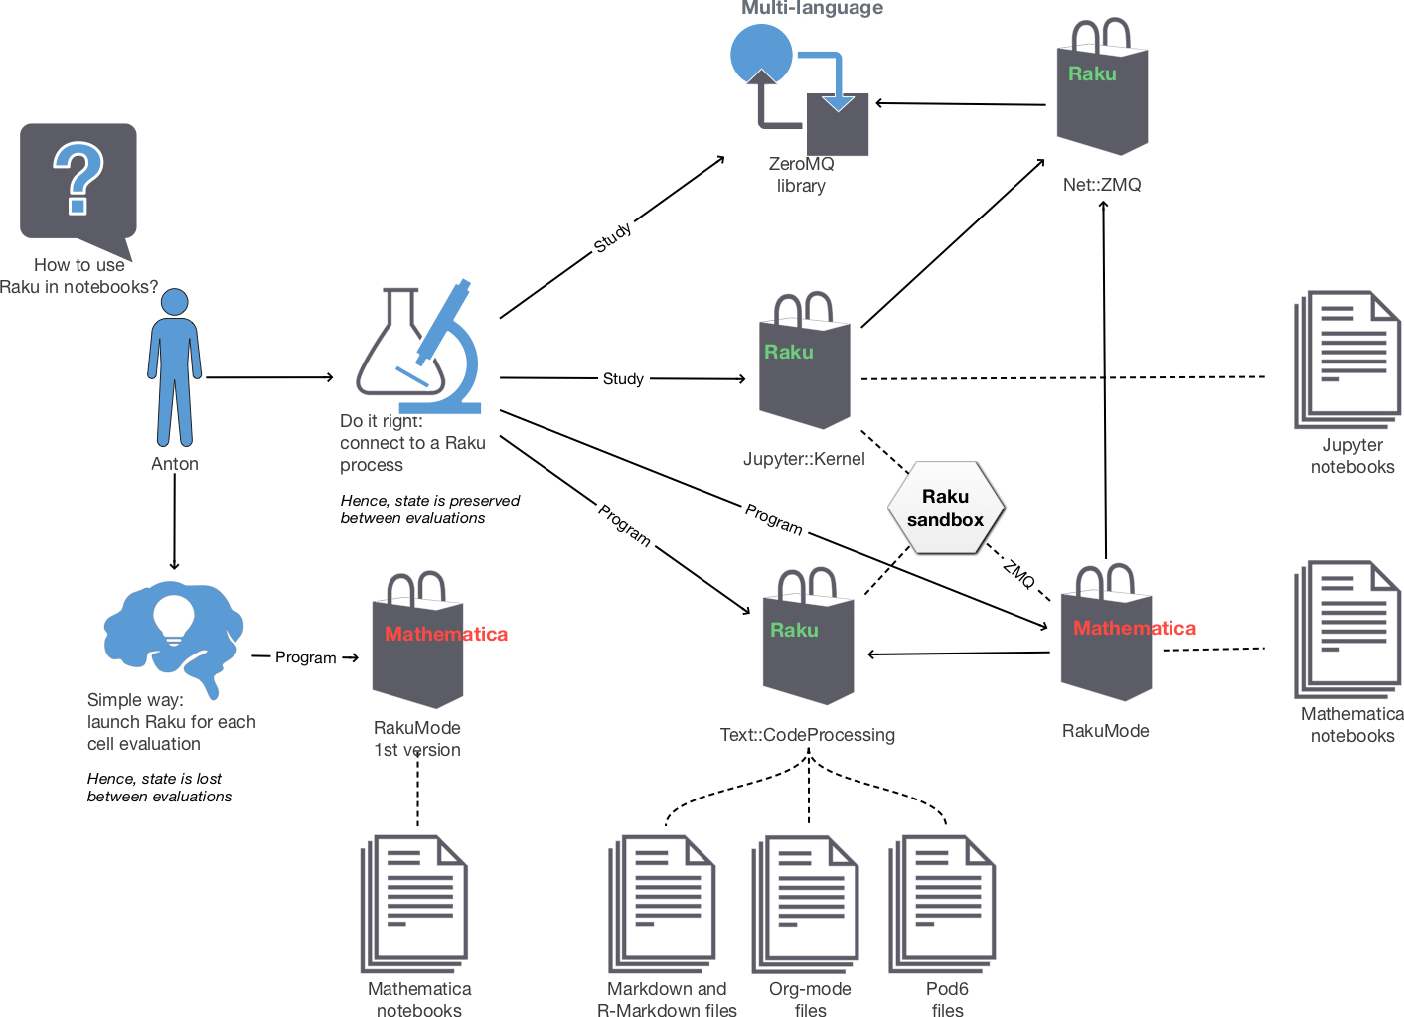 Multi-language
Raku
ZeroMQ
library
Net::ZMQ
?
How to use
Raku in notebooks?
Study
Anton
Do it right:
connect to a Raku
process
Hence, state is preserved
between evaluations
Study
Raku
Jupyter::Kernel
Jupyter
notebooks
Raku
sandbox
Program
Program
ZMQ
Simple way:
launch Raku for each
cell evaluation
Hence, state is lost
between evaluations
Program
Mathematica
RakuMode
1st version
Raku
Text::CodeProcessing
Mathematica
RakuMode
Mathematica
notebooks
Mathematica
notebooks
Markdown and
R-Markdown files
Org-mode
files
Pod6
files